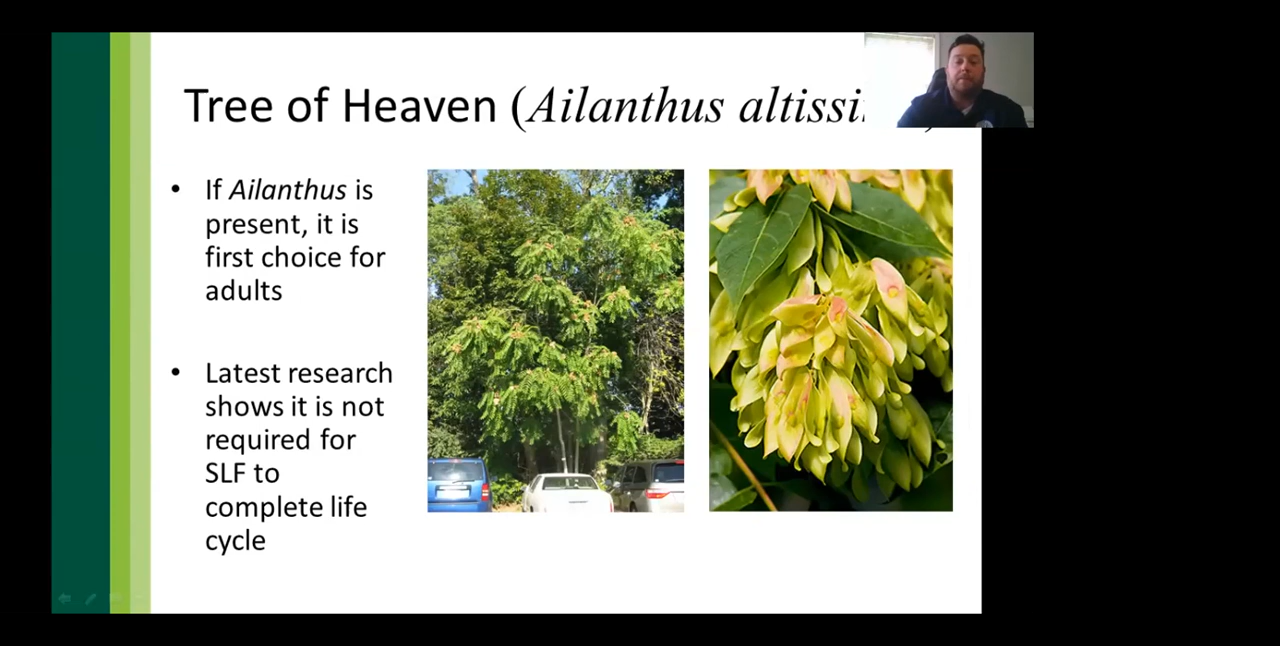 Tree of Heaven (Ailanthus
• If Ailanthus is
present, it is
first choice for
adults
• Latest research
shows it is not
required for
SLF to
complete life
cycle